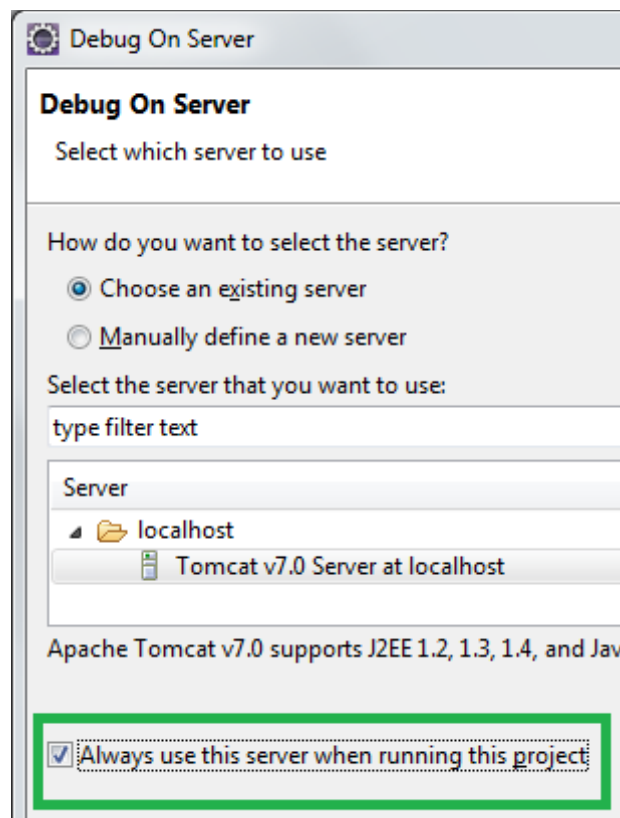 Debug On Server
Debug On Server
Select which server to use
How do you want to select the server?
Choose an existing server
Manually define a new server
Select the server that you want to use:
type filter text
Server
localhost
Tomcat v7.0 Server at localhost
Apache Tomcat v7.0 supports J2EE 1.2, 1.3, 1.4, and Jav
Always use this server when running this project